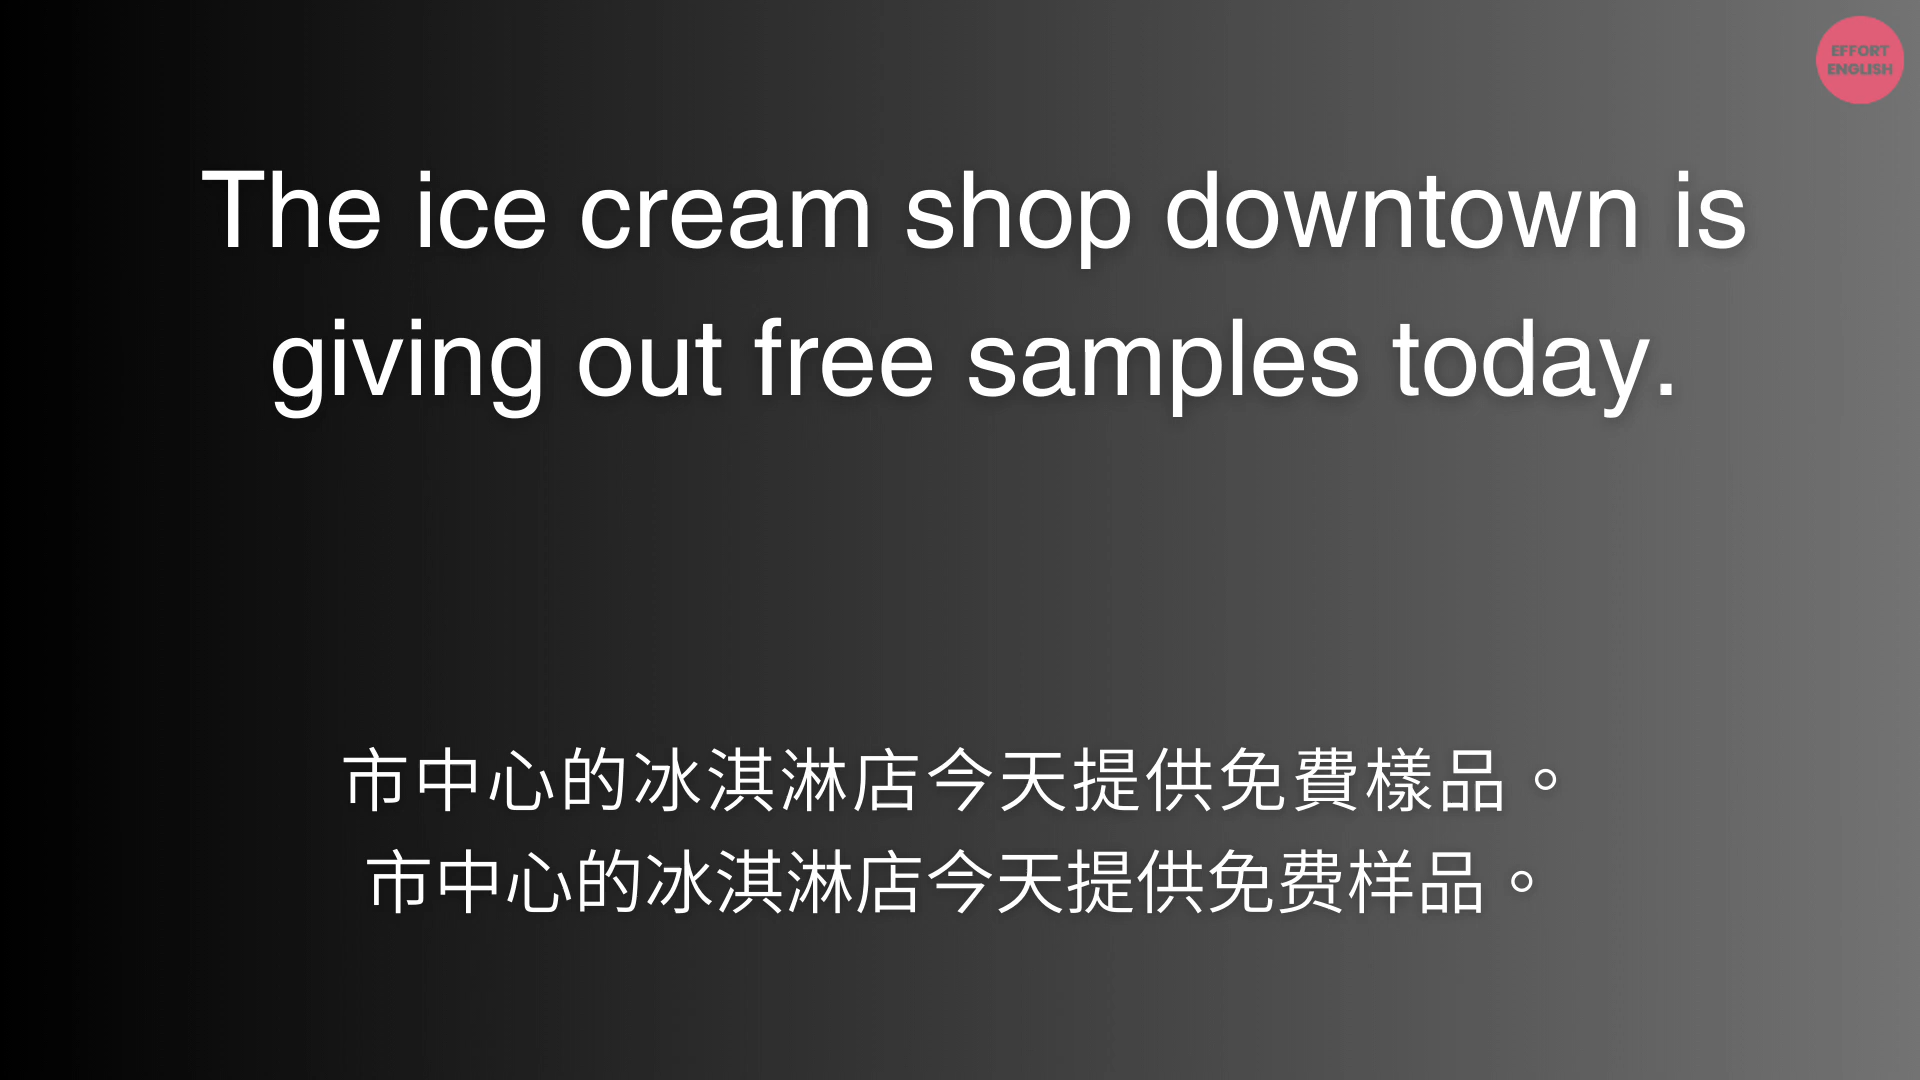 EFFORT
ENGLISH
The ice cream shop downtown is
giving out free samples today.
市中心的冰淇淋店今天提供免費樣品。
市中心的冰淇淋店今天提供免费样品。